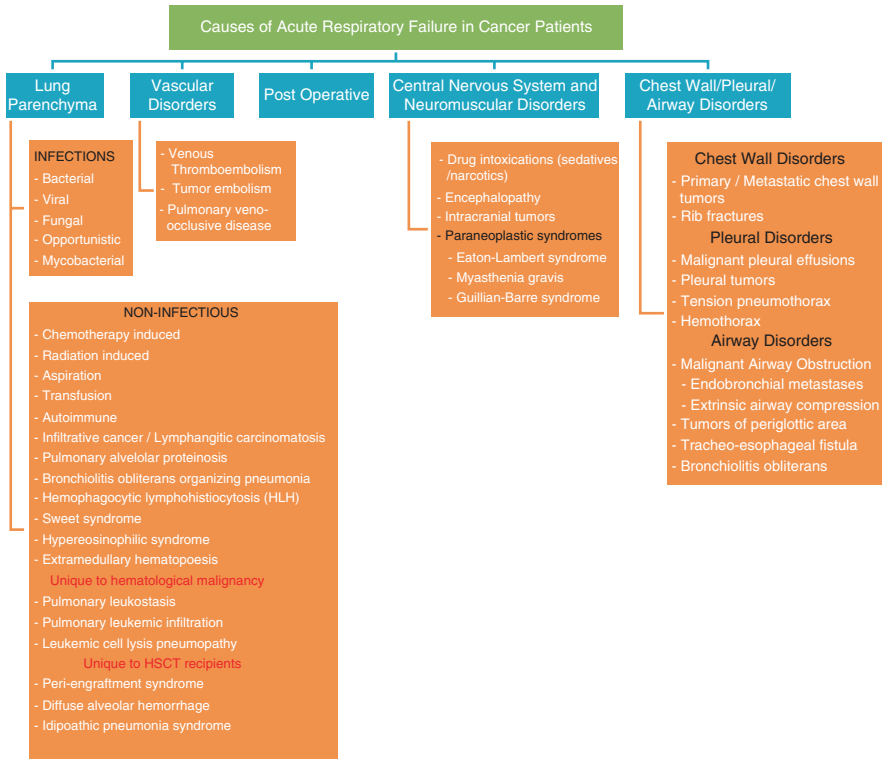 Causes of Acute Respiratory Failure in Cancer Patients
Lung
Parenchyma
Vascular
Disorders
Post Operative
Central Nervous System and
Neuromuscular Disorders
Chest Wall/Pleural/
Airway Disorders
INFECTIONS
- Bacterial
- Viral
- Fungal
- Opportunistic
- Mycobacterial
NON-INFECTIOUS
- Chemotherapy induced
- Radiation induced
- Aspiration
- Transfusion
- Autoimmune
- Infiltrative cancer / Lymphangitic carcinomatosis
- Pulmonary alvelolar proteinosis
- Bronchiolitis obliterans organizing pneumonia
- Hemophagocytic lymphohistiocytosis (HLH)
- Sweet syndrome
- Hypereosinophilic syndrome
- Extramedullary hematopoesis
Unique to hematological malignancy
- Pulmonary leukostasis
- Pulmonary leukemic infiltration
- Leukemic cell lysis pneumopathy
Unique to HSCT recipients
- Peri-engraftment syndrome
- Diffuse alveolar hemorrhage
- Idipoathic pneumonia syndrome
- Venous
Thromboembolism
- Tumor embolism
- Pulmonary veno-
occlusive disease
- Drug intoxications (sedatives
/narcotics)
- Encephalopathy
- Intracranial tumors
- Paraneoplastic syndromes
- Eaton-Lambert syndrome
- Myasthenia gravis
- Guillian-Barre syndrome
Chest Wall Disorders
- Primary / Metastatic chest wall
tumors
- Rib fractures
Pleural Disorders
- Malignant pleural effusions
- Pleural tumors
- Tension pneumothorax
- Hemothorax
Airway Disorders
- Malignant Airway Obstruction
- Endobronchial metastases
- Extrinsic airway compression
- Tumors of periglottic area
- Tracheo-esophageal fistula
- Bronchiolitis obliterans